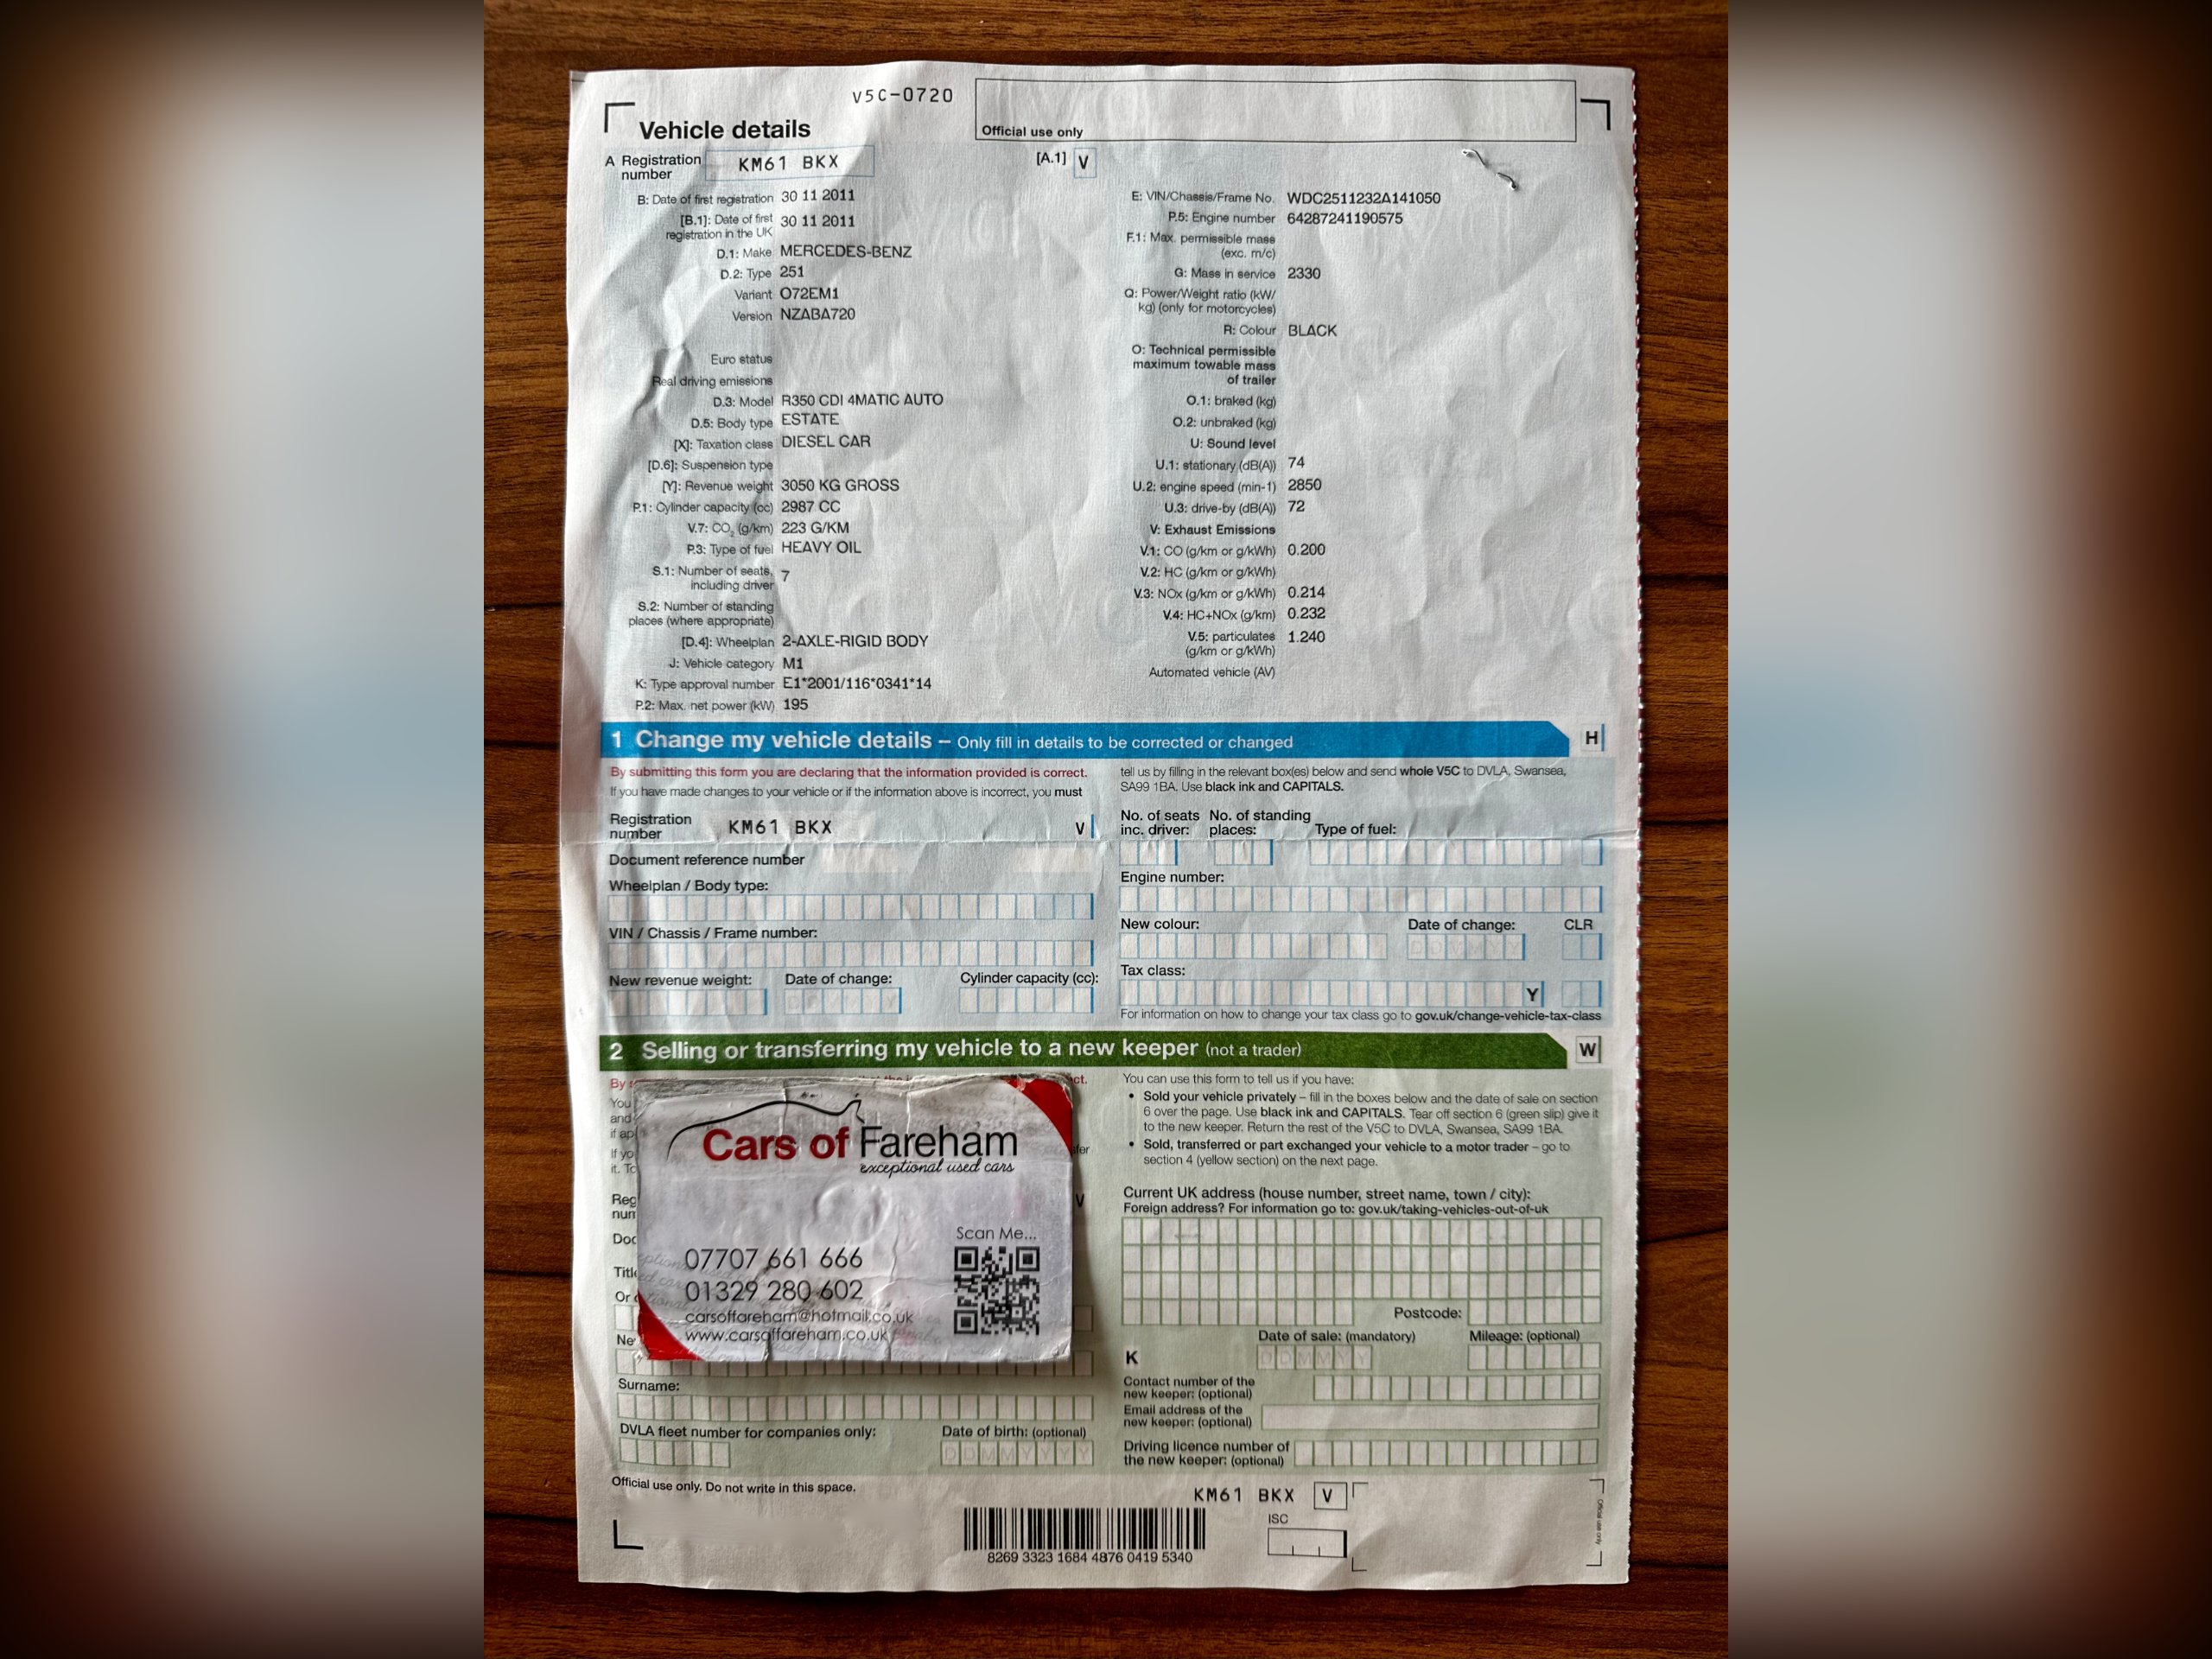 V5C-0720
Vehicle details
Official use only
A Registration number KM61 BKX
[A.1] V
B: Date of first registration 30 11 2011
[B.1]: Date of first registration in the UK 30 11 2011
D.1: Make MERCEDES-BENZ
D.2: Type 251
Variant O72EM1
Version NZABA720
Euro status
Real driving emissions
D.3: Model R350 CDI 4MATIC AUTO
D.5: Body type ESTATE
[X]: Taxation class DIESEL CAR
[D.6]: Suspension type
[Y]: Revenue weight 3050 KG GROSS
P.1: Cylinder capacity (cc) 2987 CC
V.7: CO2 (g/km) 223 G/KM
P.3: Type of fuel HEAVY OIL
S.1: Number of seats, including driver 7
S.2: Number of standing places (where appropriate)
[D.4]: Wheelplan 2-AXLE-RIGID BODY
J: Vehicle category M1
K: Type approval number E1*2001/116*0341*14
P.2: Max. net power (kW) 195
E: VIN/Chassis/Frame No. WDC2511232A141050
P.5: Engine number 64287241190575
F.1: Max. permissible mass (exc. m/c)
G: Mass in service 2330
Q: Power/Weight ratio (kW/kg) (only for motorcycles)
R: Colour BLACK
O: Technical permissible maximum towable mass of trailer
O.1: braked (kg)
O.2: unbraked (kg)
U: Sound level
U.1: stationary (dB(A)) 74
U.2: engine speed (min-1) 2850
U.3: drive-by (dB(A)) 72
V: Exhaust Emissions
V.1: CO (g/km or g/kWh) 0.200
V.2: HC (g/km or g/kWh)
V.3: NOx (g/km or g/kWh) 0.214
V.4: HC+NOx (g/km) 0.232
V.5: particulates (g/km or g/kWh) 1.240
Automated vehicle (AV)
1 Change my vehicle details – Only fill in details to be corrected or changed
H
By submitting this form you are declaring that the information provided is correct.
If you have made changes to your vehicle or if the information above is incorrect, you must
tell us by filling in the relevant box(es) below and send whole V5C to DVLA, Swansea,
SA99 1BA. Use black ink and CAPITALS.
Registration number KM61 BKX V
Document reference number
Wheelplan / Body type:
VIN / Chassis / Frame number:
New revenue weight: Date of change: Cylinder capacity (cc):
No. of seats inc. driver: No. of standing places: Type of fuel:
Engine number:
New colour: Date of change: CLR
Tax class:
Y
For information on how to change your tax class go to gov.uk/change-vehicle-tax-class
2 Selling or transferring my vehicle to a new keeper (not a trader)
W
By
ct.
You
and
if ap
If yo
fer
it. To
Reg
num
V
Doc
Title
Or
Ne
Cars of Fareham
exceptional used cars
Scan Me...
07707 661 666
01329 280 602
carsoffareham@hotmail.co.uk
www.carsoffareham.co.uk
Surname:
DVLA fleet number for companies only: Date of birth: (optional)
DDMMYYYY
You can use this form to tell us if you have:
• Sold your vehicle privately – fill in the boxes below and the date of sale on section
6 over the page. Use black ink and CAPITALS. Tear off section 6 (green slip) give it
to the new keeper. Return the rest of the V5C to DVLA, Swansea, SA99 1BA.
• Sold, transferred or part exchanged your vehicle to a motor trader – go to
section 4 (yellow section) on the next page.
Current UK address (house number, street name, town / city):
Foreign address? For information go to: gov.uk/taking-vehicles-out-of-uk
Postcode:
Date of sale: (mandatory) Mileage: (optional)
K
DDMMYY
Contact number of the new keeper: (optional)
Email address of the new keeper: (optional)
Driving licence number of the new keeper: (optional)
Official use only. Do not write in this space.
KM61 BKX V
ISC
8269 3323 1684 4876 0419 5340
Official use only